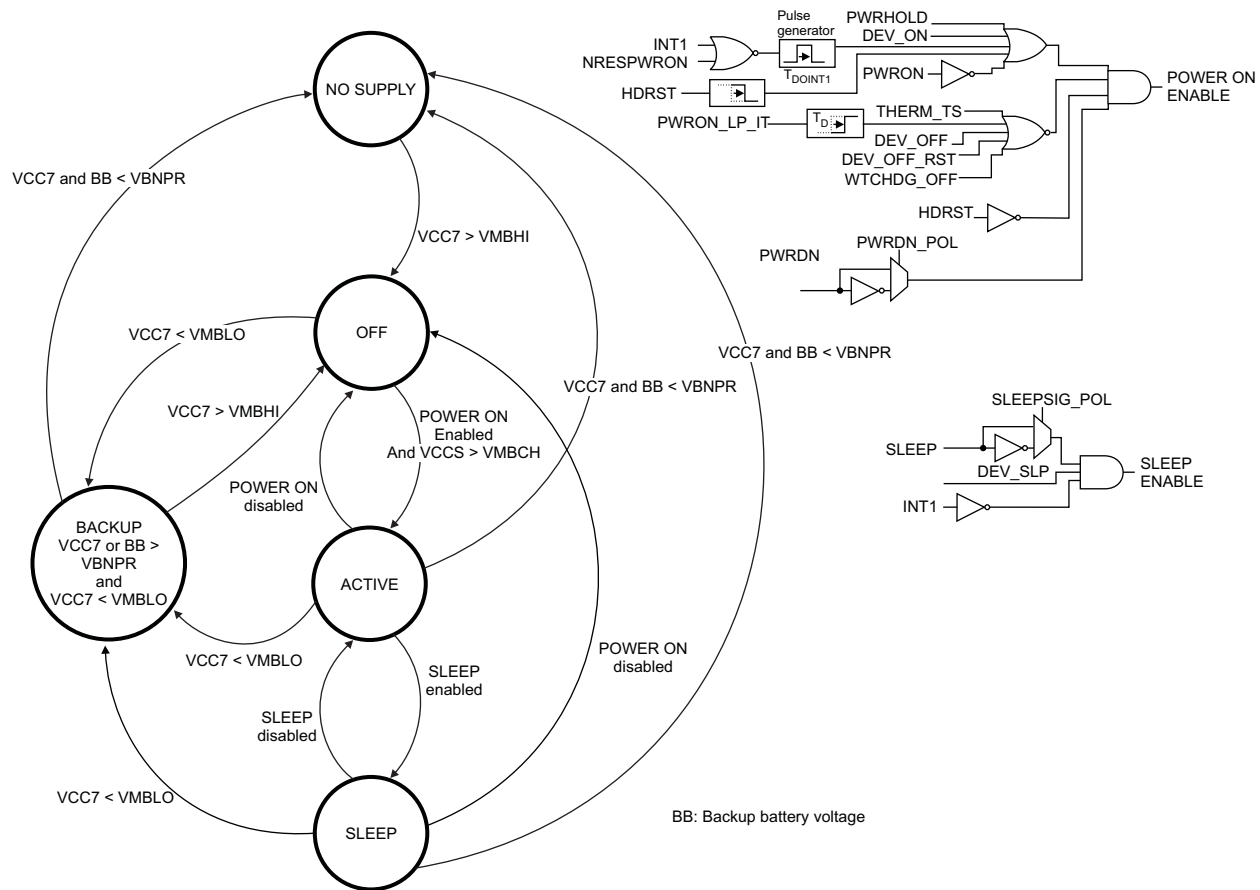 NO SUPPLY
VCC7 and BB < VBNPR
VCC7 > VMBHI
OFF
VCC7 < VMBLO
VCC7 > VMBHI
POWER ON
Enabled
And VCCS > VMBCH
POWER ON
disabled
VCC7 and BB < VBNPR
VCC7 and BB < VBNPR
BACKUP
VCC7 or BB >
VBNPR
and
VCC7 < VMBLO
ACTIVE
VCC7 < VMBLO
SLEEP
enabled
SLEEP
disabled
POWER ON
disabled
VCC7 < VMBLO
SLEEP
BB: Backup battery voltage
Pulse
generator
PWRHOLD
DEV_ON
INT1
NRESPWRON
TDOINT1
PWRON
HDRST
POWER ON
ENABLE
PWRON_LP_IT
TD
THERM_TS
DEV_OFF
DEV_OFF_RST
WTCHDG_OFF
HDRST
PWRDN_POL
PWRDN
SLEEPSIG_POL
SLEEP
DEV_SLP
SLEEP
ENABLE
INT1